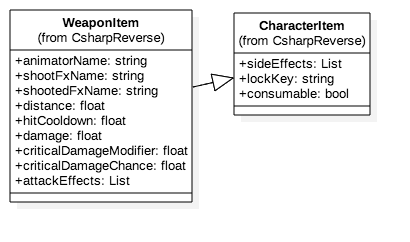 WeaponItem
(from CsharpReverse)
+animatorName: string
+shootFxName: string
+shootedFxName: string
+distance: float
+hitCooldown: float
+damage: float
+criticalDamageModifier: float
+criticalDamageChance: float
+attackEffects: List
CharacterItem
(from CsharpReverse)
+sideEffects: List
+lockKey: string
+consumable: bool